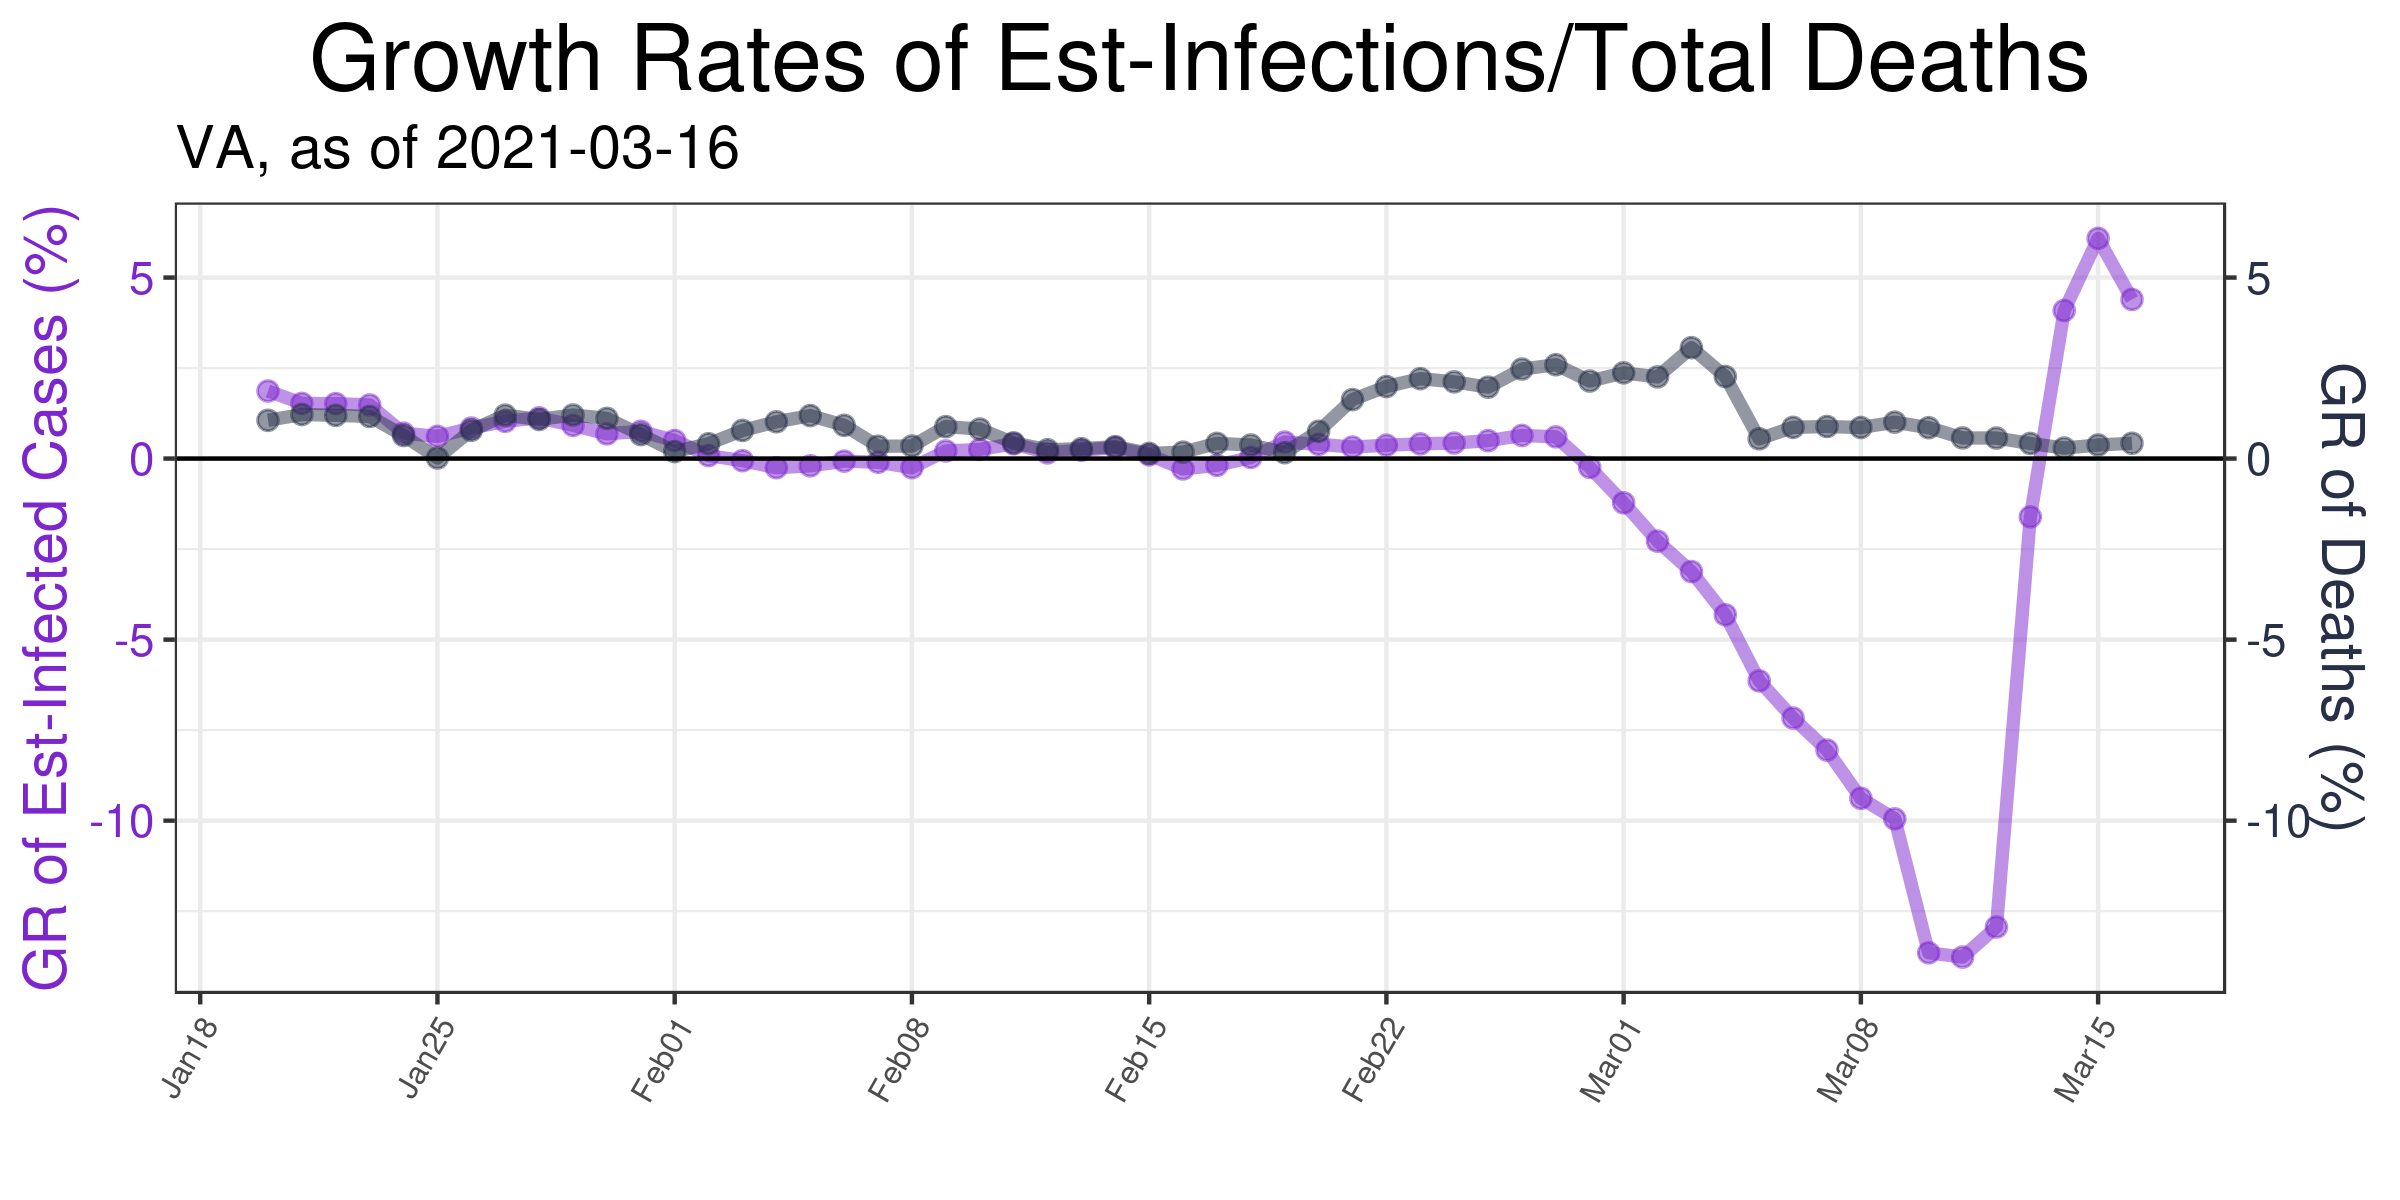 Growth Rates of Est-Infections/Total Deaths
VA, as of 2021-03-16
GR of Est-Infected Cases (%)
5
0
-5
-10
5
0
-5
-10
GR of Deaths (%)
Jan18
Jan25
Feb01
Feb08
Feb15
Feb22
Mar01
Mar08
Mar15